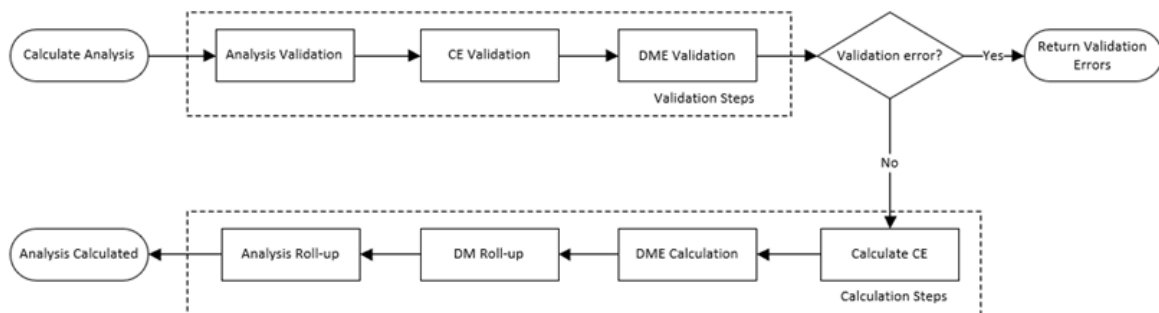 Calculate Analysis
Analysis Validation
CE Validation
DME Validation
Validation error?
Yes
Return Validation
Errors
Validation Steps
No
Analysis Calculated
Analysis Roll-up
DM Roll-up
DME Calculation
Calculate CE
Calculation Steps